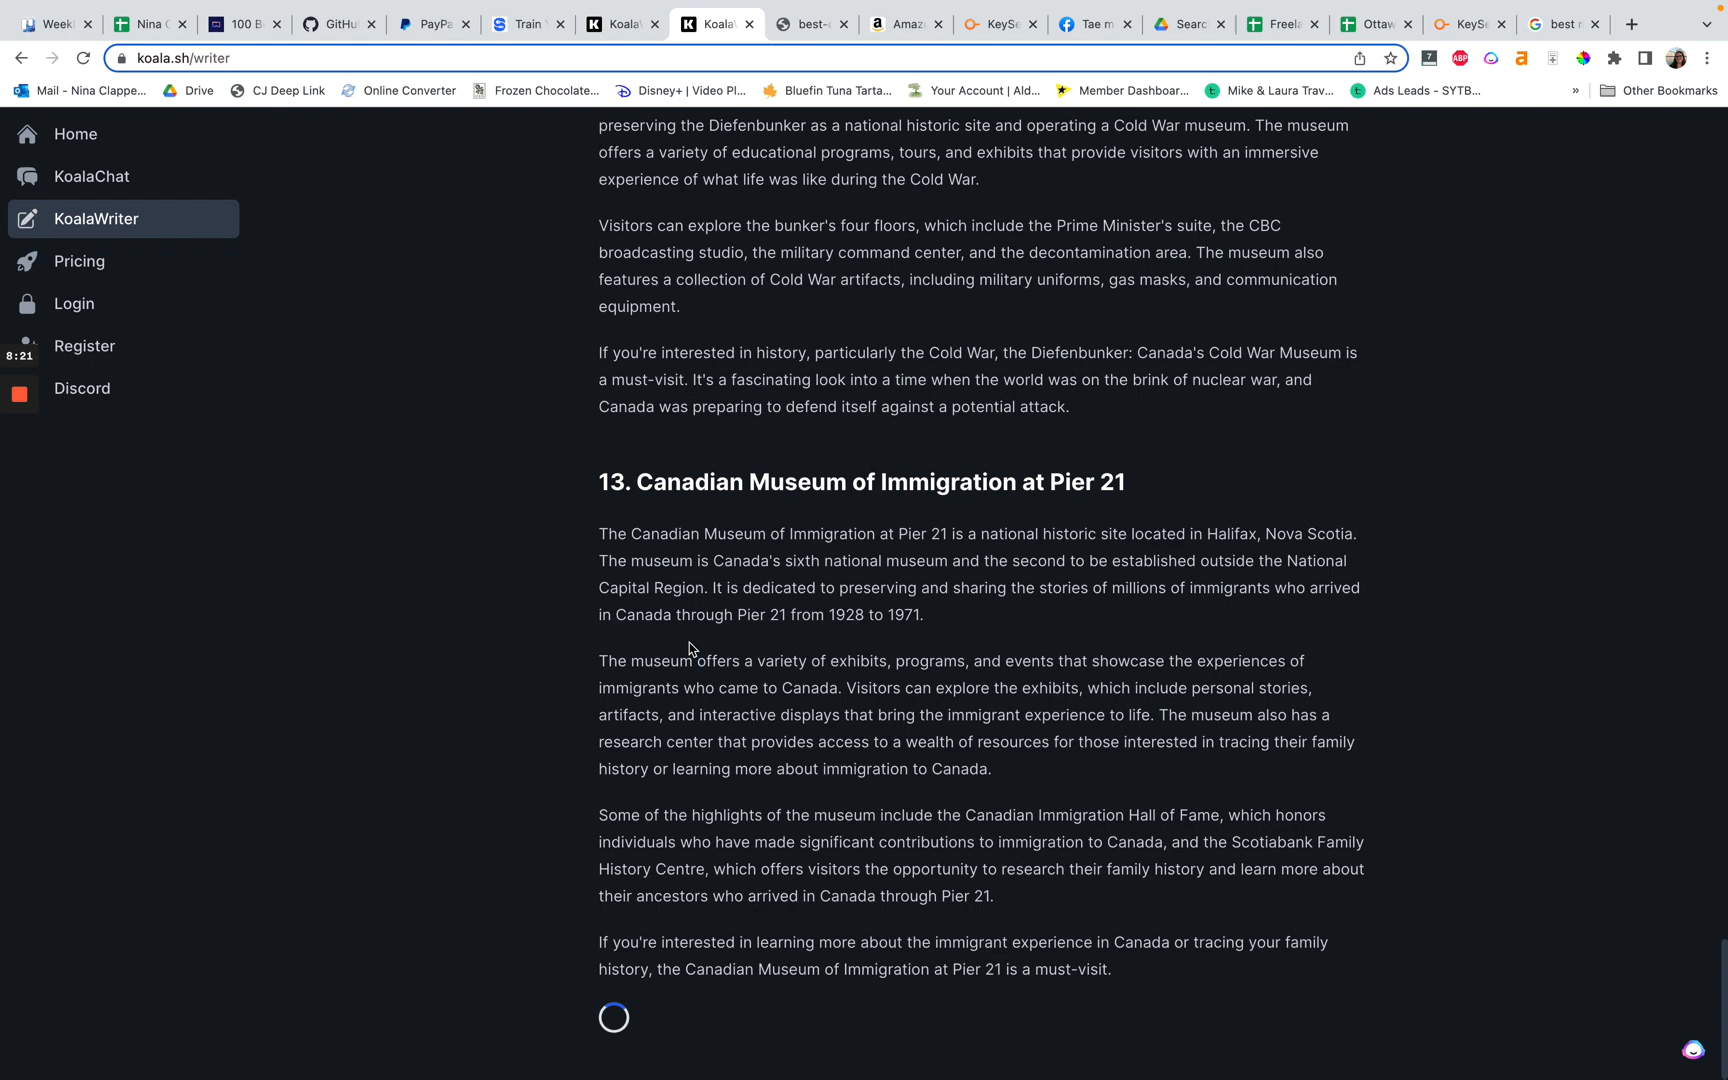 Week
Nina C
100 B
GitHu
PayPa
Train
Koala
Koala
best-
Amaz
KeySe
Tae m
Searc
Freela
Ottaw
KeySe
best n
koala.sh/writer
7
ABP
Mail - Nina Clappe...
Drive
CJ Deep Link
Online Converter
Frozen Chocolate...
Disney+ | Video Pl...
Bluefin Tuna Tarta...
Your Account | Ald...
Member Dashboar...
Mike & Laura Trav...
Ads Leads - SYTB...
»
Other Bookmarks
Home
KoalaChat
KoalaWriter
Pricing
Login
Register
Discord
8:21
preserving the Diefenbunker as a national historic site and operating a Cold War museum. The museum
offers a variety of educational programs, tours, and exhibits that provide visitors with an immersive
experience of what life was like during the Cold War.
Visitors can explore the bunker's four floors, which include the Prime Minister's suite, the CBC
broadcasting studio, the military command center, and the decontamination area. The museum also
features a collection of Cold War artifacts, including military uniforms, gas masks, and communication
equipment.
If you're interested in history, particularly the Cold War, the Diefenbunker: Canada's Cold War Museum is
a must-visit. It's a fascinating look into a time when the world was on the brink of nuclear war, and
Canada was preparing to defend itself against a potential attack.
13. Canadian Museum of Immigration at Pier 21
The Canadian Museum of Immigration at Pier 21 is a national historic site located in Halifax, Nova Scotia.
The museum is Canada's sixth national museum and the second to be established outside the National
Capital Region. It is dedicated to preserving and sharing the stories of millions of immigrants who arrived
in Canada through Pier 21 from 1928 to 1971.
The museum offers a variety of exhibits, programs, and events that showcase the experiences of
immigrants who came to Canada. Visitors can explore the exhibits, which include personal stories,
artifacts, and interactive displays that bring the immigrant experience to life. The museum also has a
research center that provides access to a wealth of resources for those interested in tracing their family
history or learning more about immigration to Canada.
Some of the highlights of the museum include the Canadian Immigration Hall of Fame, which honors
individuals who have made significant contributions to immigration to Canada, and the Scotiabank Family
History Centre, which offers visitors the opportunity to research their family history and learn more about
their ancestors who arrived in Canada through Pier 21.
If you're interested in learning more about the immigrant experience in Canada or tracing your family
history, the Canadian Museum of Immigration at Pier 21 is a must-visit.